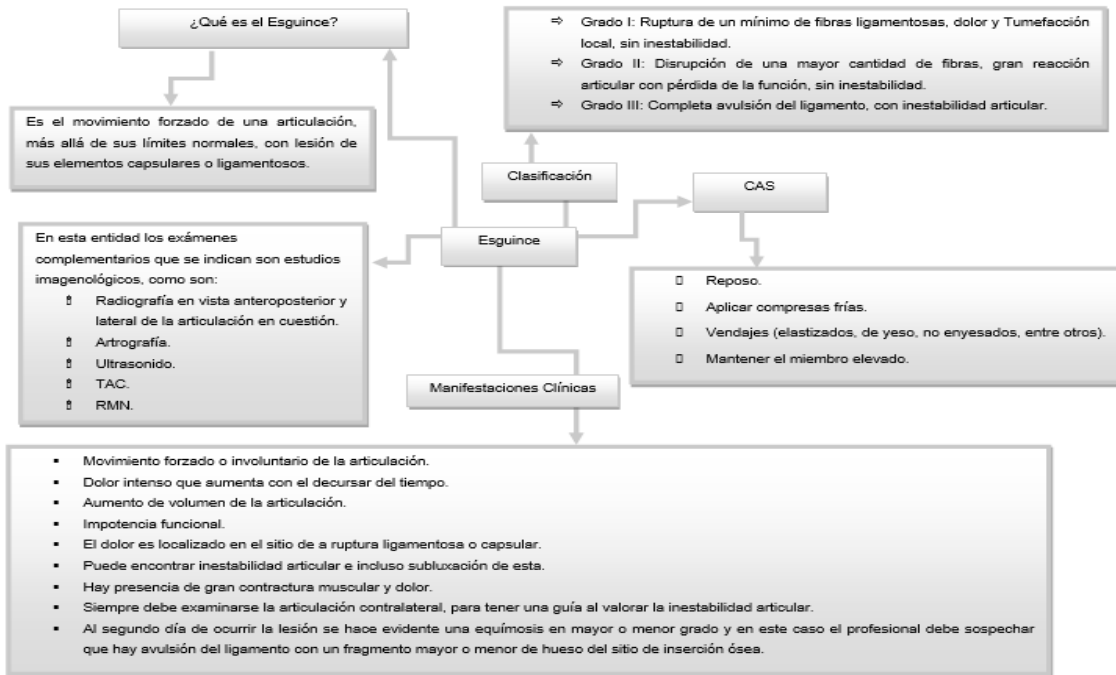 ¿Qué es el Esguince?
Es el movimiento forzado de una articulación,
más allá de sus límites normales, con lesión de
sus elementos capsulares o ligamentosos.
⇨ Grado I: Ruptura de un mínimo de fibras ligamentosas, dolor y Tumefacción
local, sin inestabilidad.
⇨ Grado II: Disrupción de una mayor cantidad de fibras, gran reacción
articular con pérdida de la función, sin inestabilidad.
⇨ Grado III: Completa avulsión del ligamento, con inestabilidad articular.
Clasificación
CAS
Esguince
En esta entidad los exámenes
complementarios que se indican son estudios
imagenológicos, como son:
Radiografía en vista anteroposterior y
lateral de la articulación en cuestión.
Artrografía.
Ultrasonido.
TAC.
RMN.
Reposo.
Aplicar compresas frías.
Vendajes (elastizados, de yeso, no enyesados, entre otros).
Mantener el miembro elevado.
Manifestaciones Clínicas
▪ Movimiento forzado o involuntario de la articulación.
▪ Dolor intenso que aumenta con el decursar del tiempo.
▪ Aumento de volumen de la articulación.
▪ Impotencia funcional.
▪ El dolor es localizado en el sitio de a ruptura ligamentosa o capsular.
▪ Puede encontrar inestabilidad articular e incluso subluxación de esta.
▪ Hay presencia de gran contractura muscular y dolor.
▪ Siempre debe examinarse la articulación contralateral, para tener una guía al valorar la inestabilidad articular.
▪ Al segundo día de ocurrir la lesión se hace evidente una equímosis en mayor o menor grado y en este caso el profesional debe sospechar
que hay avulsión del ligamento con un fragmento mayor o menor de hueso del sitio de inserción ósea.